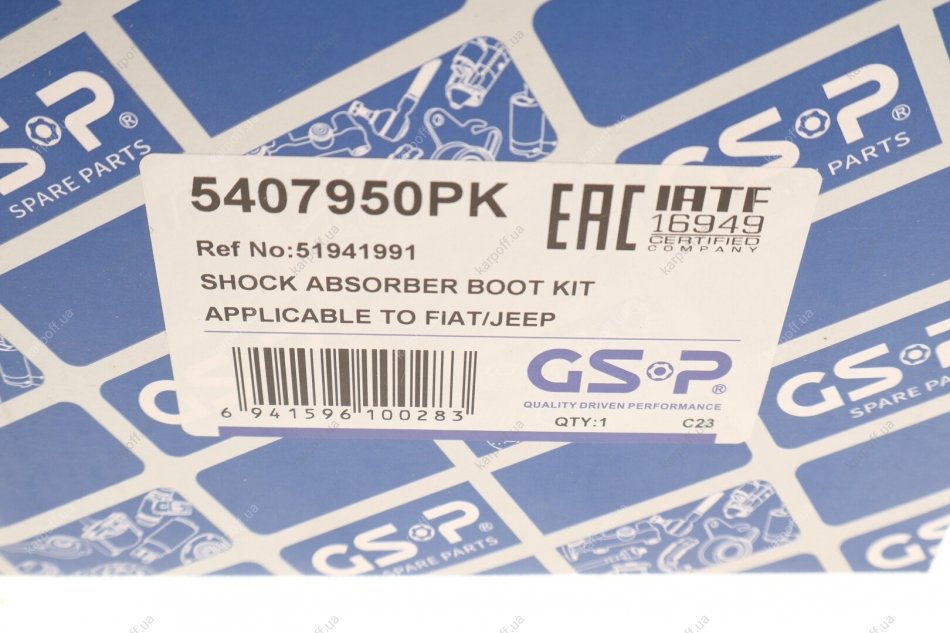 GS-P®
SPARE PARTS
GS-P®
SPARE PARTS
5407950PK
EAC
IATF
16949
CERTIFIED
COMPANY
Ref No:51941991
SHOCK ABSORBER BOOT KIT
APPLICABLE TO FIAT/JEEP
6 941596 100283
GS-P®
QUALITY DRIVEN PERFORMANCE
QTY:1 C23
GS-P®
SPARE PARTS
GS-P®
SPARE PARTS
karpoff.ua